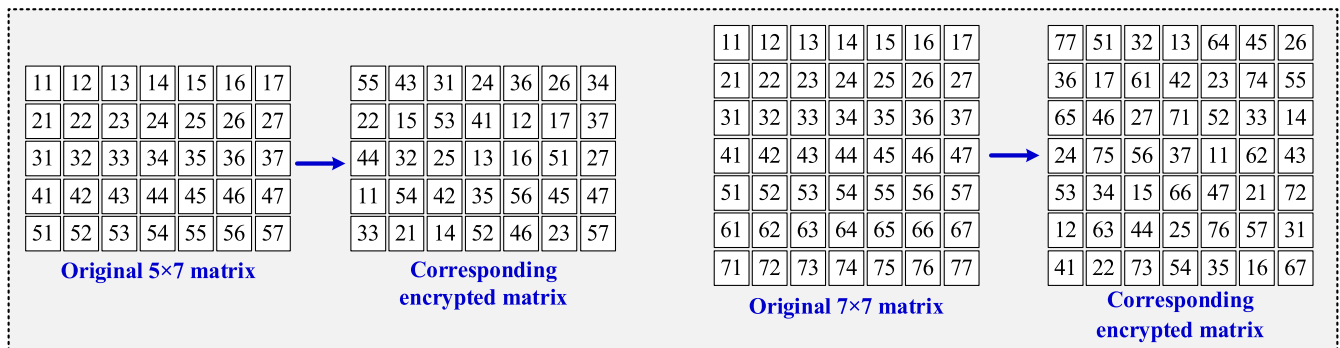 11 12 13 14 15 16 17
21 22 23 24 25 26 27
31 32 33 34 35 36 37
41 42 43 44 45 46 47
51 52 53 54 55 56 57
Original 5×7 matrix
55 43 31 24 36 26 34
22 15 53 41 12 17 37
44 32 25 13 16 51 27
11 54 42 35 56 45 47
33 21 14 52 46 23 57
Corresponding
encrypted matrix
11 12 13 14 15 16 17
21 22 23 24 25 26 27
31 32 33 34 35 36 37
41 42 43 44 45 46 47
51 52 53 54 55 56 57
61 62 63 64 65 66 67
71 72 73 74 75 76 77
Original 7×7 matrix
77 51 32 13 64 45 26
36 17 61 42 23 74 55
65 46 27 71 52 33 14
24 75 56 37 11 62 43
53 34 15 66 47 21 72
12 63 44 25 76 57 31
41 22 73 54 35 16 67
Corresponding
encrypted matrix